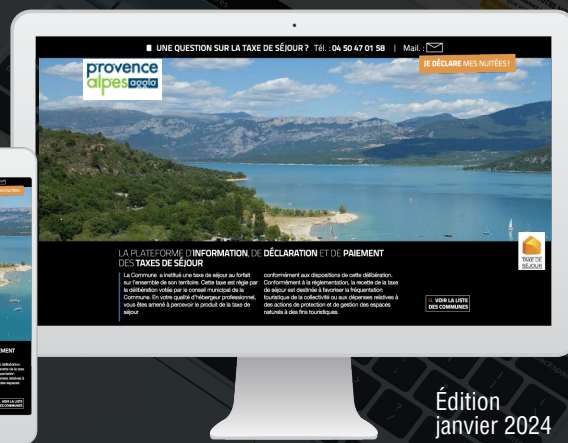 UNE QUESTION SUR LA TAXE DE SÉJOUR ? Tél. : 04 50 47 01 58 | Mail. :
JE DÉCLARE MES NUITÉES !
provence
alpes agglo
LA PLATEFORME D'INFORMATION, DE DÉCLARATION ET DE PAIEMENT
DES TAXES DE SÉJOUR
La Commune a institué une taxe de séjour au forfait
sur l'ensemble de son territoire. Cette taxe est régie par
la délibération votée par le conseil municipal de la
Commune. En votre qualité d'hébergeur professionnel,
vous êtes amené à percevoir le produit de la taxe de
séjour
conformément aux dispositions de cette délibération.
Conformément à la règlementation, la recette de la taxe
de séjour est destinée à favoriser la fréquentation
touristique de la collectivité ou aux dépenses relatives à
des actions de protection et de gestion des espaces
naturels à des fins touristiques.
TAXE DE
SÉJOUR
VOIR LA LISTE
DES COMMUNES
Édition
janvier 2024